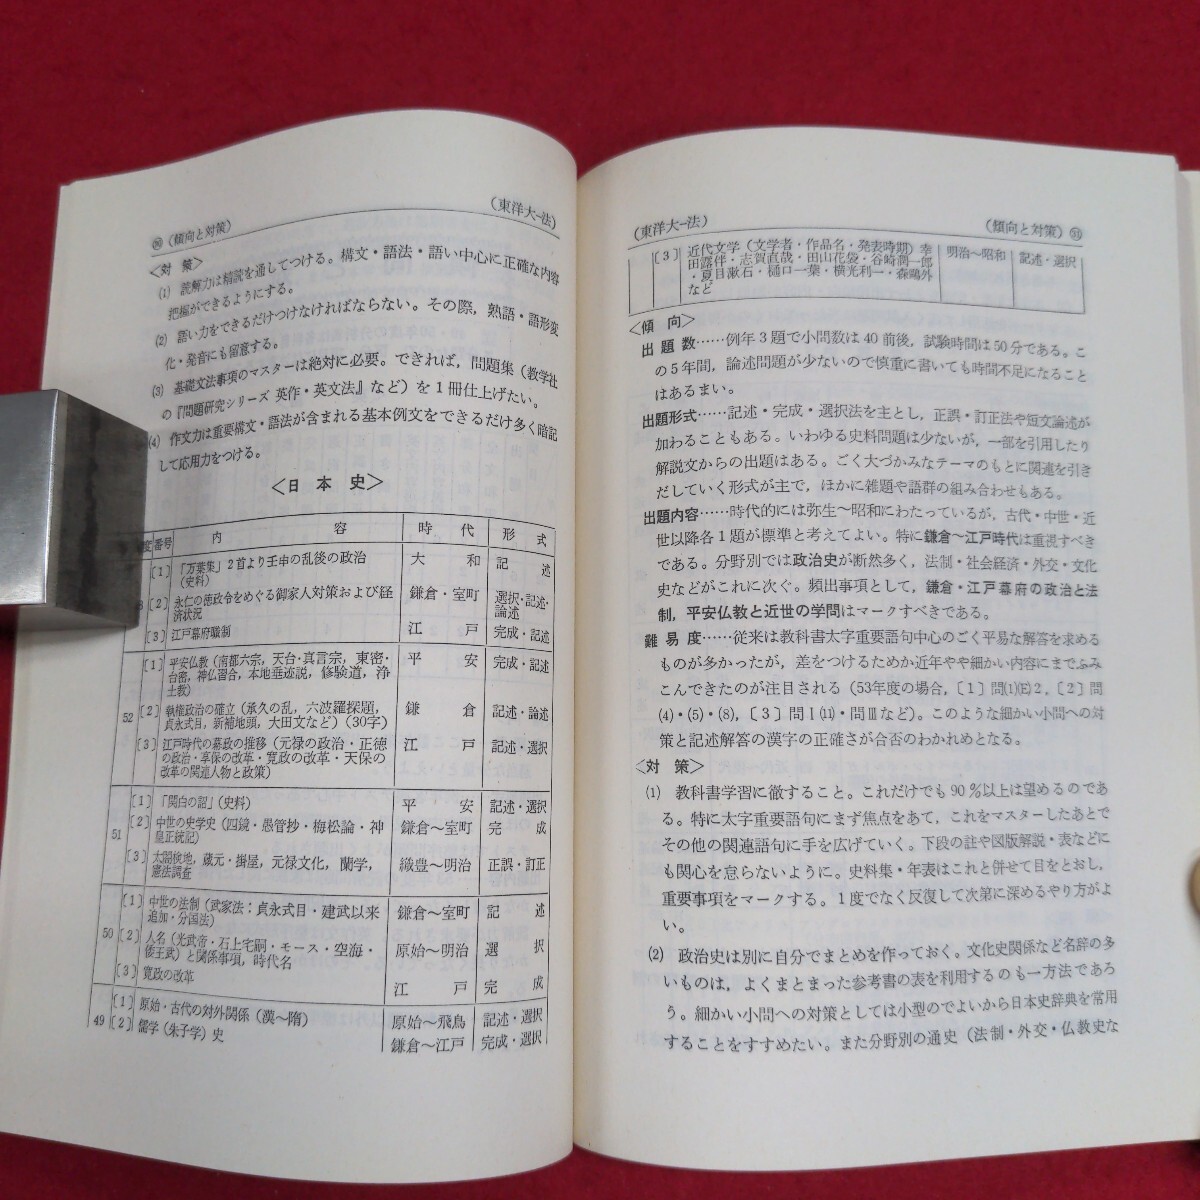 (東洋大−法)
(傾向と対策)
〈対 策〉
(1) 読解力は精読を通してつける。構文・語法・語い中心に正確な内容
把握ができるようにする。
(2) 語い力をできるだけつけなければならない。その際，熟語・語形変
化・発音にも留意する。
(3) 基礎文法事項のマスターは絶対に必要。できれば，問題集（教学社
の『問題研究シリーズ 英作・英文法』など）を1冊仕上げたい。
(4) 作文力は重要構文・語法が含まれる基本例文をできるだけ多く暗記
して応用力をつける。
〈日 本 史〉
度 番号 内 容 時 代 形 式
〔1〕 「万葉集」2首より壬申の乱後の政治 大 和 記 述
(史料)
〔2〕 永仁の徳政令をめぐる御家人対策および経 鎌倉・室町 選択・記述・
済状況 論述
〔3〕 江戸幕府職制 江 戸 完成・記述
〔1〕 平安仏教（南都六宗，天台・真言宗，東密・ 平 安 完成・記述
台密，神仏習合，本地垂迹説，修験道，浄
土教）
52 〔2〕 執権政治の確立（承久の乱，六波羅探題， 鎌 倉 記述・論述
貞永式目，新補地頭，大田文など）(30字)
〔3〕 江戸時代の幕政の推移（元禄の政治・正徳 江 戸 記述・選択
の政治・享保の改革・寛政の改革・天保の
改革の関連人物と政策）
〔1〕 「関白の詔」(史料) 平 安 記述・選択
51 〔2〕 中世の史学史（四鏡・愚管抄・梅松論・神 鎌倉〜室町 完 成
皇正統記）
〔3〕 太閤検地，蔵元・掛屋，元禄文化，蘭学， 織豊〜明治 正誤・訂正
憲法調査
〔1〕 中世の法制（武家法：貞永式目・建武以来 鎌倉〜室町 記 述
追加・分国法）
50 〔2〕 人名（光武帝・石上宅嗣・モース・空海・ 原始〜明治 選 択
倭王武）と関係事項，時代名
〔3〕 寛政の改革 江 戸 完 成
49 〔1〕 原始・古代の対外関係（漢〜隋） 原始〜飛鳥 記述・選択
〔2〕 儒学（朱子学）史 鎌倉〜江戸 完成・選択
(東洋大−法) (傾向と対策)
〔3〕 近代文学（文学者・作品名・発表時期）幸 明治〜昭和 記述・選択
田露伴・志賀直哉・田山花袋・谷崎潤一郎
・夏目漱石・樋口一葉・横光利一・森鷗外
など
〈傾 向〉
出 題 数……例年3題で小問数は40前後，試験時間は50分である。こ
の5年間，論述問題が少ないので慎重に書いても時間不足になること
はあるまい。
出題形式……記述・完成・選択法を主とし，正誤・訂正法や短文論述が
加わることもある。いわゆる史料問題は少ないが，一部を引用したり
解説文からの出題はある。ごく大づかみなテーマのもとに関連を引き
だしていく形式が主で，ほかに雑題や語群の組み合わせもある。
出題内容……時代的には弥生〜昭和にわたっているが，古代・中世・近
世以降各1題が標準と考えてよい。特に鎌倉〜江戸時代は重視すべき
である。分野別では政治史が断然多く，法制・社会経済・外交・文化
史などがこれに次ぐ。頻出事項として，鎌倉・江戸幕府の政治と法
制，平安仏教と近世の学問はマークすべきである。
難 易 度……従来は教科書太字重要語句中心のごく平易な解答を求める
ものが多かったが，差をつけるためか近年やや細かい内容にまでふみ
こんできたのが注目される（53年度の場合，〔1〕問(1)(E)2，〔2〕問
(4)・(5)・(8)，〔3〕問Ⅰ(11)・問Ⅲなど）。このような細かい小問への対
策と記述解答の漢字の正確さが合否のわかれめとなる。
〈対 策〉
(1) 教科書学習に徹すること。これだけでも90％以上は望めるのであ
る。特に太字重要語句にまず焦点をあて，これをマスターしたあとで
その他の関連語句に手を広げていく。下段の註や図版解説・表などに
も関心を怠らないように。史料集・年表はこれと併せて目をとおし，
重要事項をマークする。1度でなく反復して次第に深めるやり方がよ
い。
(2) 政治史は別に自分でまとめを作っておく。文化史関係など名辞の多
いものは，よくまとまった参考書の表を利用するのも一方法であろ
う。細かい小問への対策としては小型のでよいから日本史辞典を常用
することをすすめたい。また分野別の通史（法制・外交・仏教史な